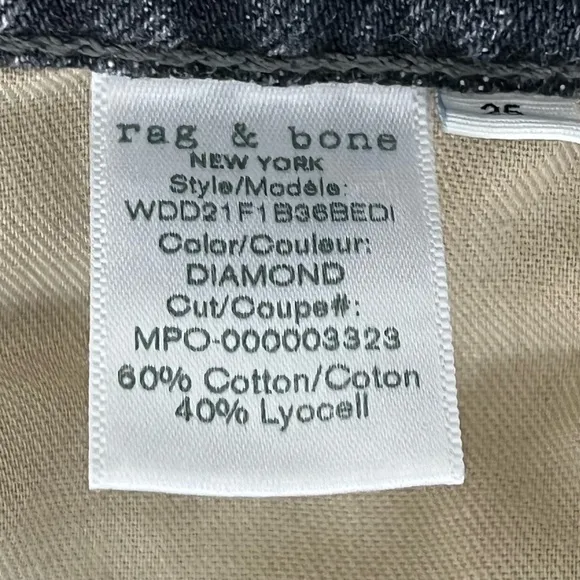 rag & bone
NEW YORK
Style/Modèle:
WDD21F1B36BEDI
Color/Couleur:
DIAMOND
Cut/Coupe#:
MPO-000003323
60% Cotton/Coton
40% Lyocell